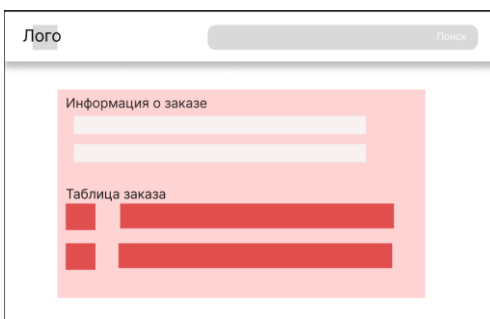 Лого
Поиск
Информация о заказе
Таблица заказа